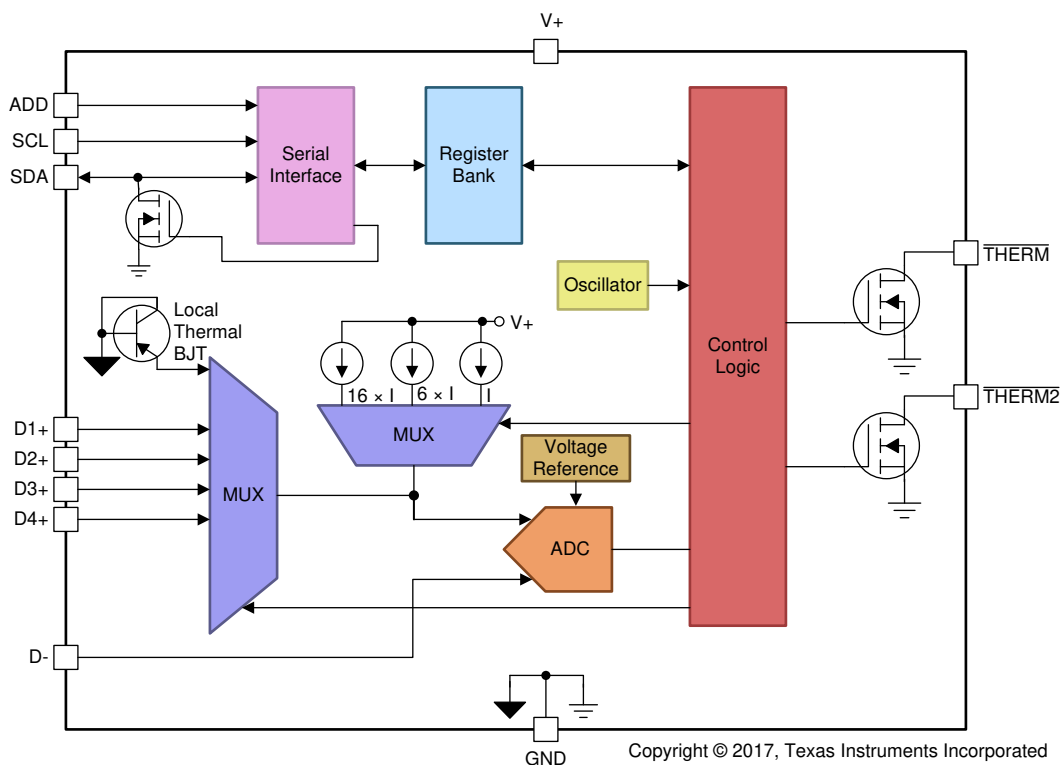 V+
ADD
SCL
SDA
Serial
Interface
Register
Bank
THERM
Oscillator
Local
Thermal
BJT
V+
Control
Logic
16 × I
6 × I
I
THERM2
D1+
D2+
D3+
D4+
MUX
MUX
Voltage
Reference
ADC
D-
GND
Copyright © 2017, Texas Instruments Incorporated